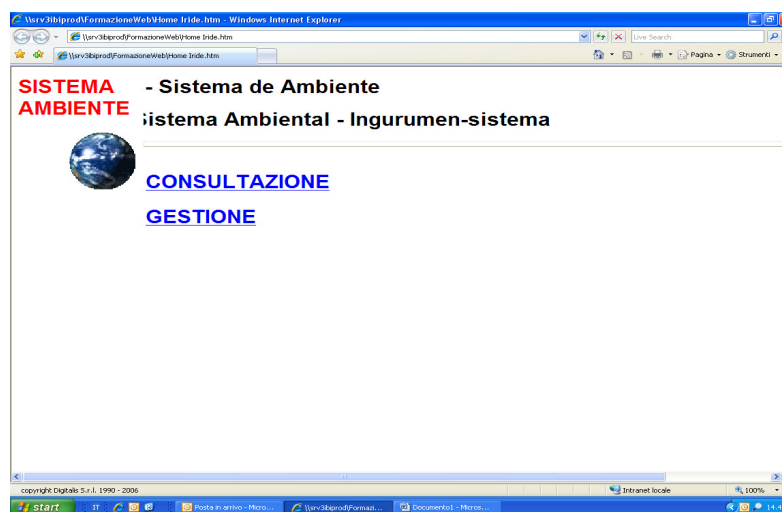 \\srv3ibiprod\FormazioneWeb\Home Iride.htm - Windows Internet Explorer
\\srv3ibiprod\FormazioneWeb\Home Iride.htm
Live Search
\\srv3ibiprod\FormazioneWeb\Home Iride.htm
Pagina
Strumenti
SISTEMA - Sistema de Ambiente
AMBIENTE
istema Ambiental - Ingurumen-sistema
CONSULTAZIONE
GESTIONE
copyright Digitalis S.r.l. 1990 - 2006
Intranet locale
100%
start
IT
Posta in arrivo - Micro...
\\srv3ibiprod\Formazi...
Documento1 - Micros...